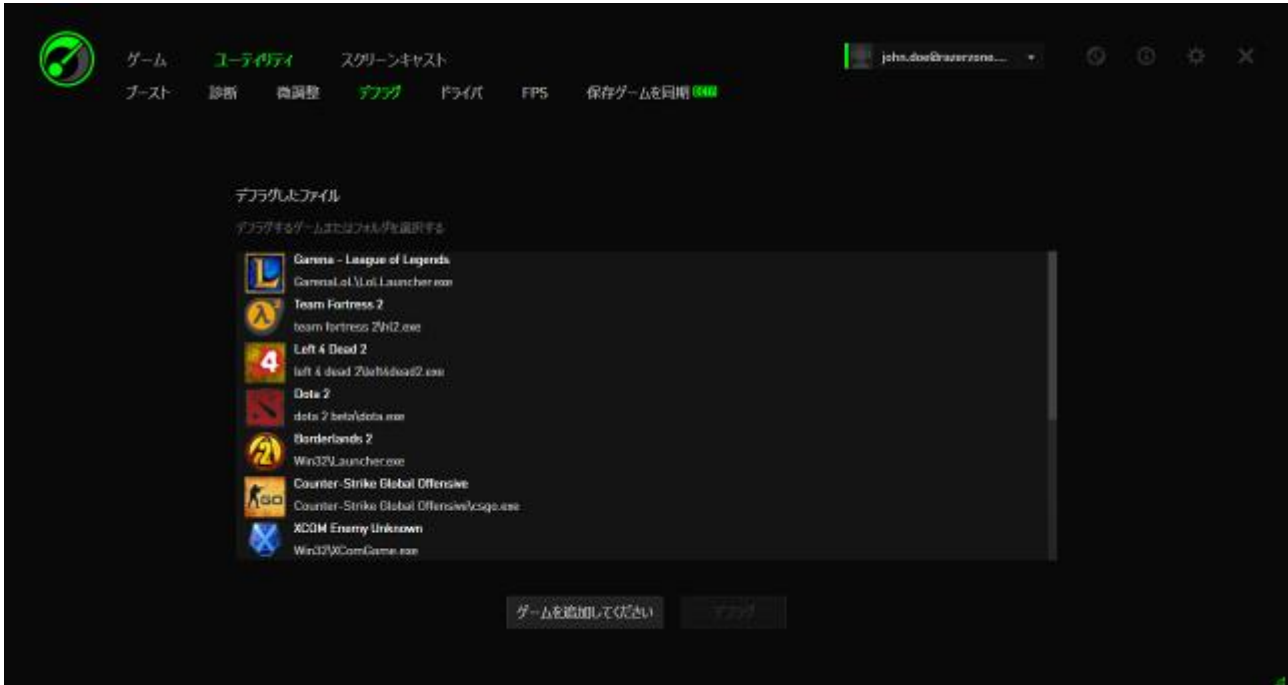 ゲーム ユーティリティ スクリーンキャスト john.doe@razerzone....
ブースト 診断 微調整 デフラグ ドライバ FPS 保存ゲームを同期 BETA
デフラグしたファイル
デフラグするゲームまたはフォルダを選択する
Garena - League of Legends
GarenaLoL\LoLLauncher.exe
Team Fortress 2
team fortress 2\hl2.exe
Left 4 Dead 2
left 4 dead 2\left4dead2.exe
Dota 2
dota 2 beta\dota.exe
Borderlands 2
Win32\Launcher.exe
GO
Counter-Strike Global Offensive
Counter-Strike Global Offensive\csgo.exe
XCOM Enemy Unknown
Win32\XComGame.exe
ゲームを追加してください デフラグ